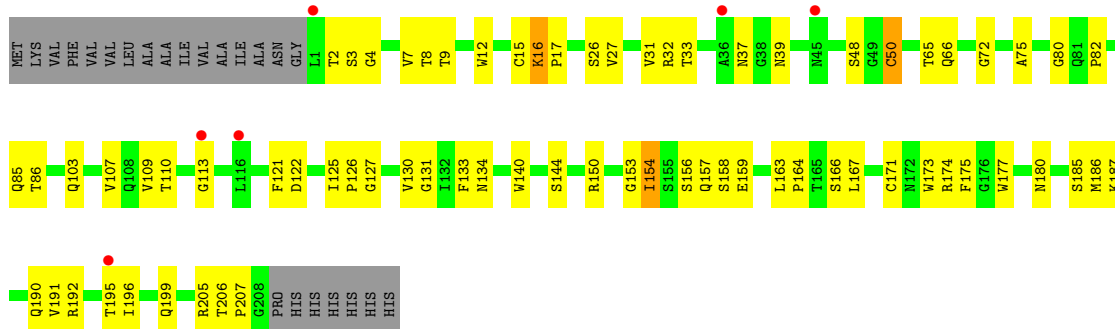 MET LYS VAL PHE VAL VAL LEU ALA ALA ILE VAL ALA ILE ALA ASN GLY L1 T2 S3 G4 V7 T8 T9 W12 C15 K16 P17 S26 V27 V31 R32 T33 A36 N37 G38 N39 N45 S48 G49 C50 T65 Q66 G72 A75 G80 Q81 P82
Q85 T86 Q103 V107 Q108 V109 T110 G113 L116 F121 D122 I125 P126 G127 V130 G131 I132 F133 N134 W140 S144 R150 G153 I154 S155 S156 Q157 S158 E159 L163 P164 T165 S166 L167 C171 N172 W173 R174 F175 G176 W177 N180 S185 M186 K187
Q190 V191 R192 T195 I196 Q199 R205 T206 P207 G208 PRO HIS HIS HIS HIS HIS HIS